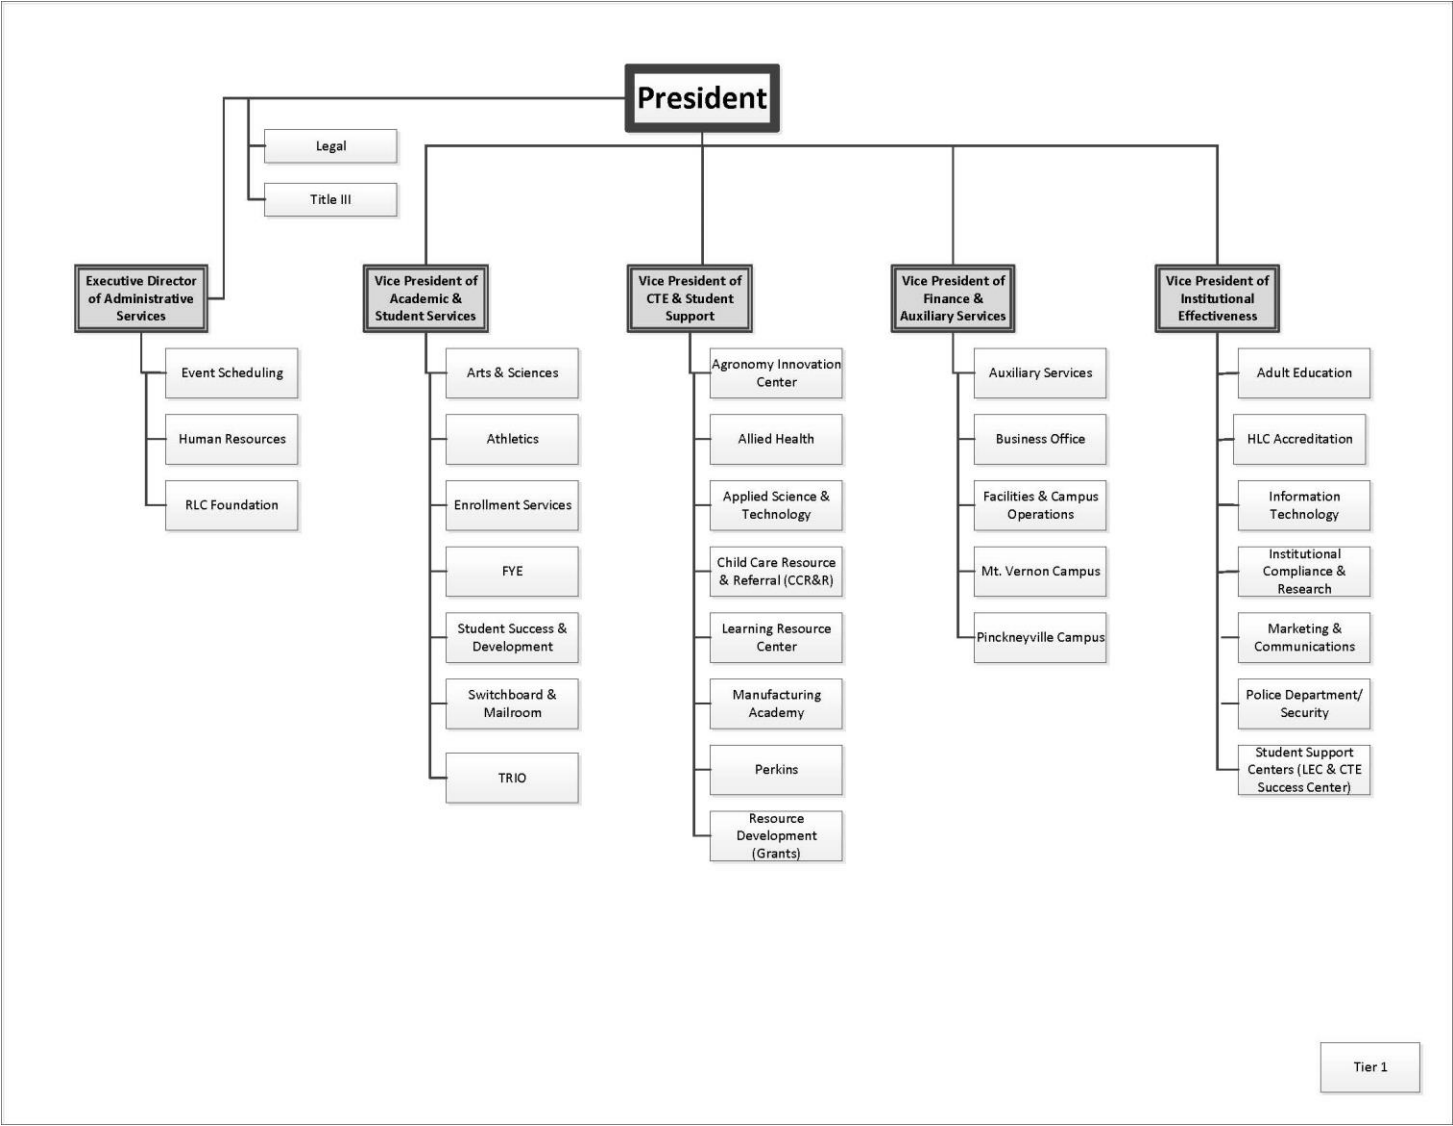 President
Legal
Title III
Executive Director
of Administrative
Services
Event Scheduling
Human Resources
RLC Foundation
Vice President of
Academic &
Student Services
Arts & Sciences
Athletics
Enrollment Services
FYE
Student Success &
Development
Switchboard &
Mailroom
TRIO
Vice President of
CTE & Student
Support
Agronomy Innovation
Center
Allied Health
Applied Science &
Technology
Child Care Resource
& Referral (CCR&R)
Learning Resource
Center
Manufacturing
Academy
Perkins
Resource
Development
(Grants)
Vice President of
Finance &
Auxiliary Services
Auxiliary Services
Business Office
Facilities & Campus
Operations
Mt. Vernon Campus
Pinckneyville Campus
Vice President of
Institutional
Effectiveness
Adult Education
HLC Accreditation
Information
Technology
Institutional
Compliance &
Research
Marketing &
Communications
Police Department/
Security
Student Support
Centers (LEC & CTE
Success Center)
Tier 1